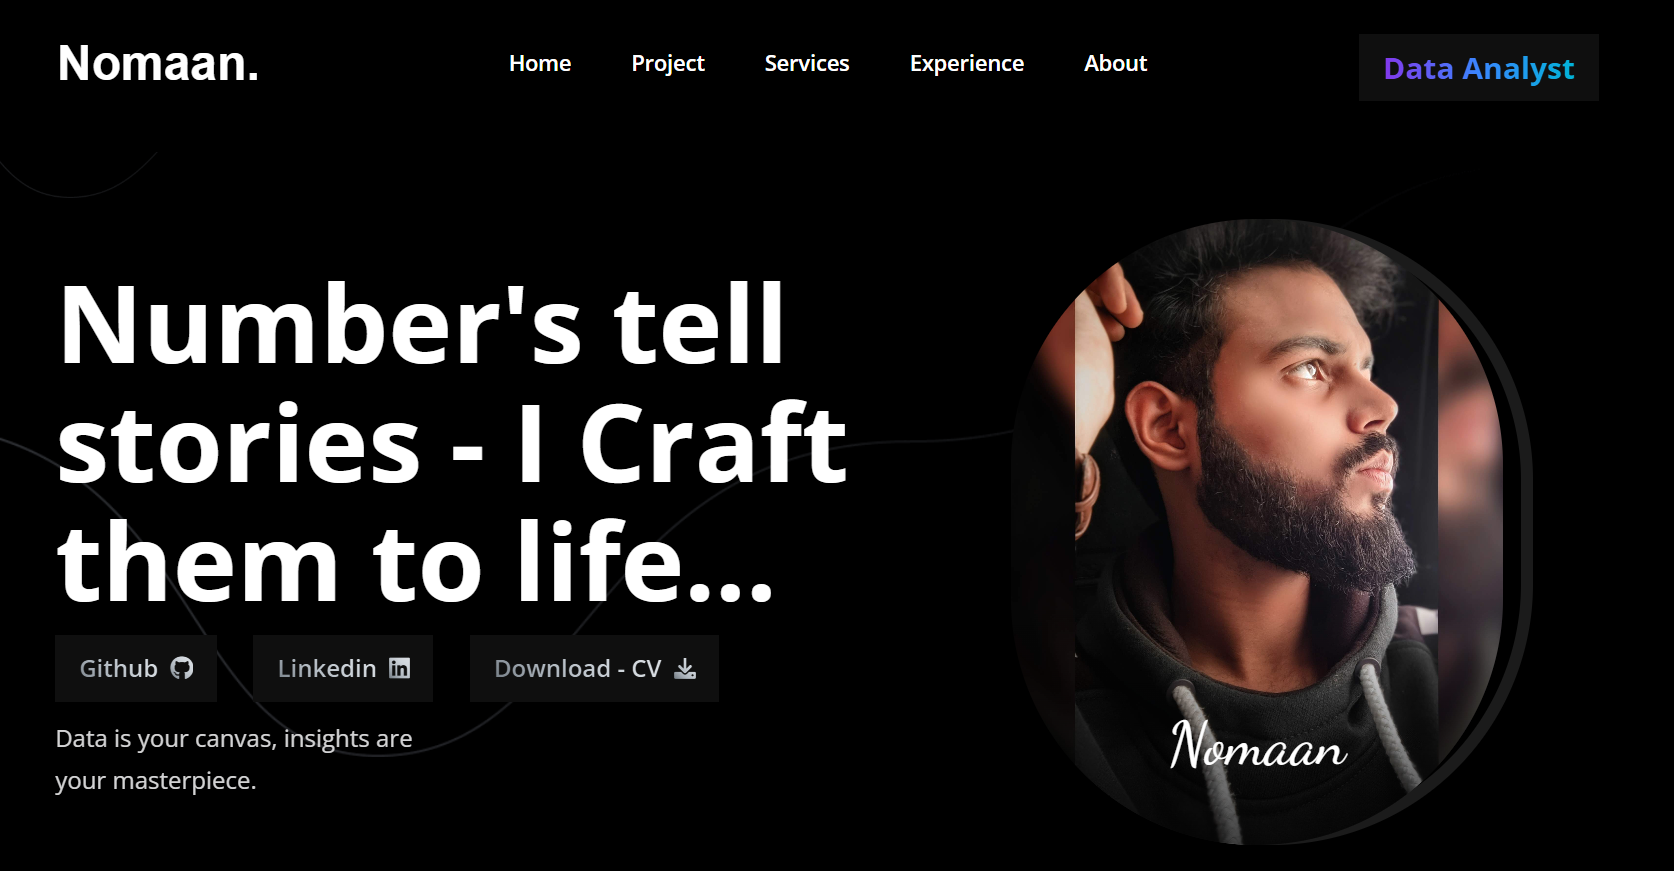 Nomaan.
Home Project Services Experience About
Data Analyst
Number's tell
stories - I Craft
them to life...
Github Linkedin Download - CV
Data is your canvas, insights are
your masterpiece.
Nomaan